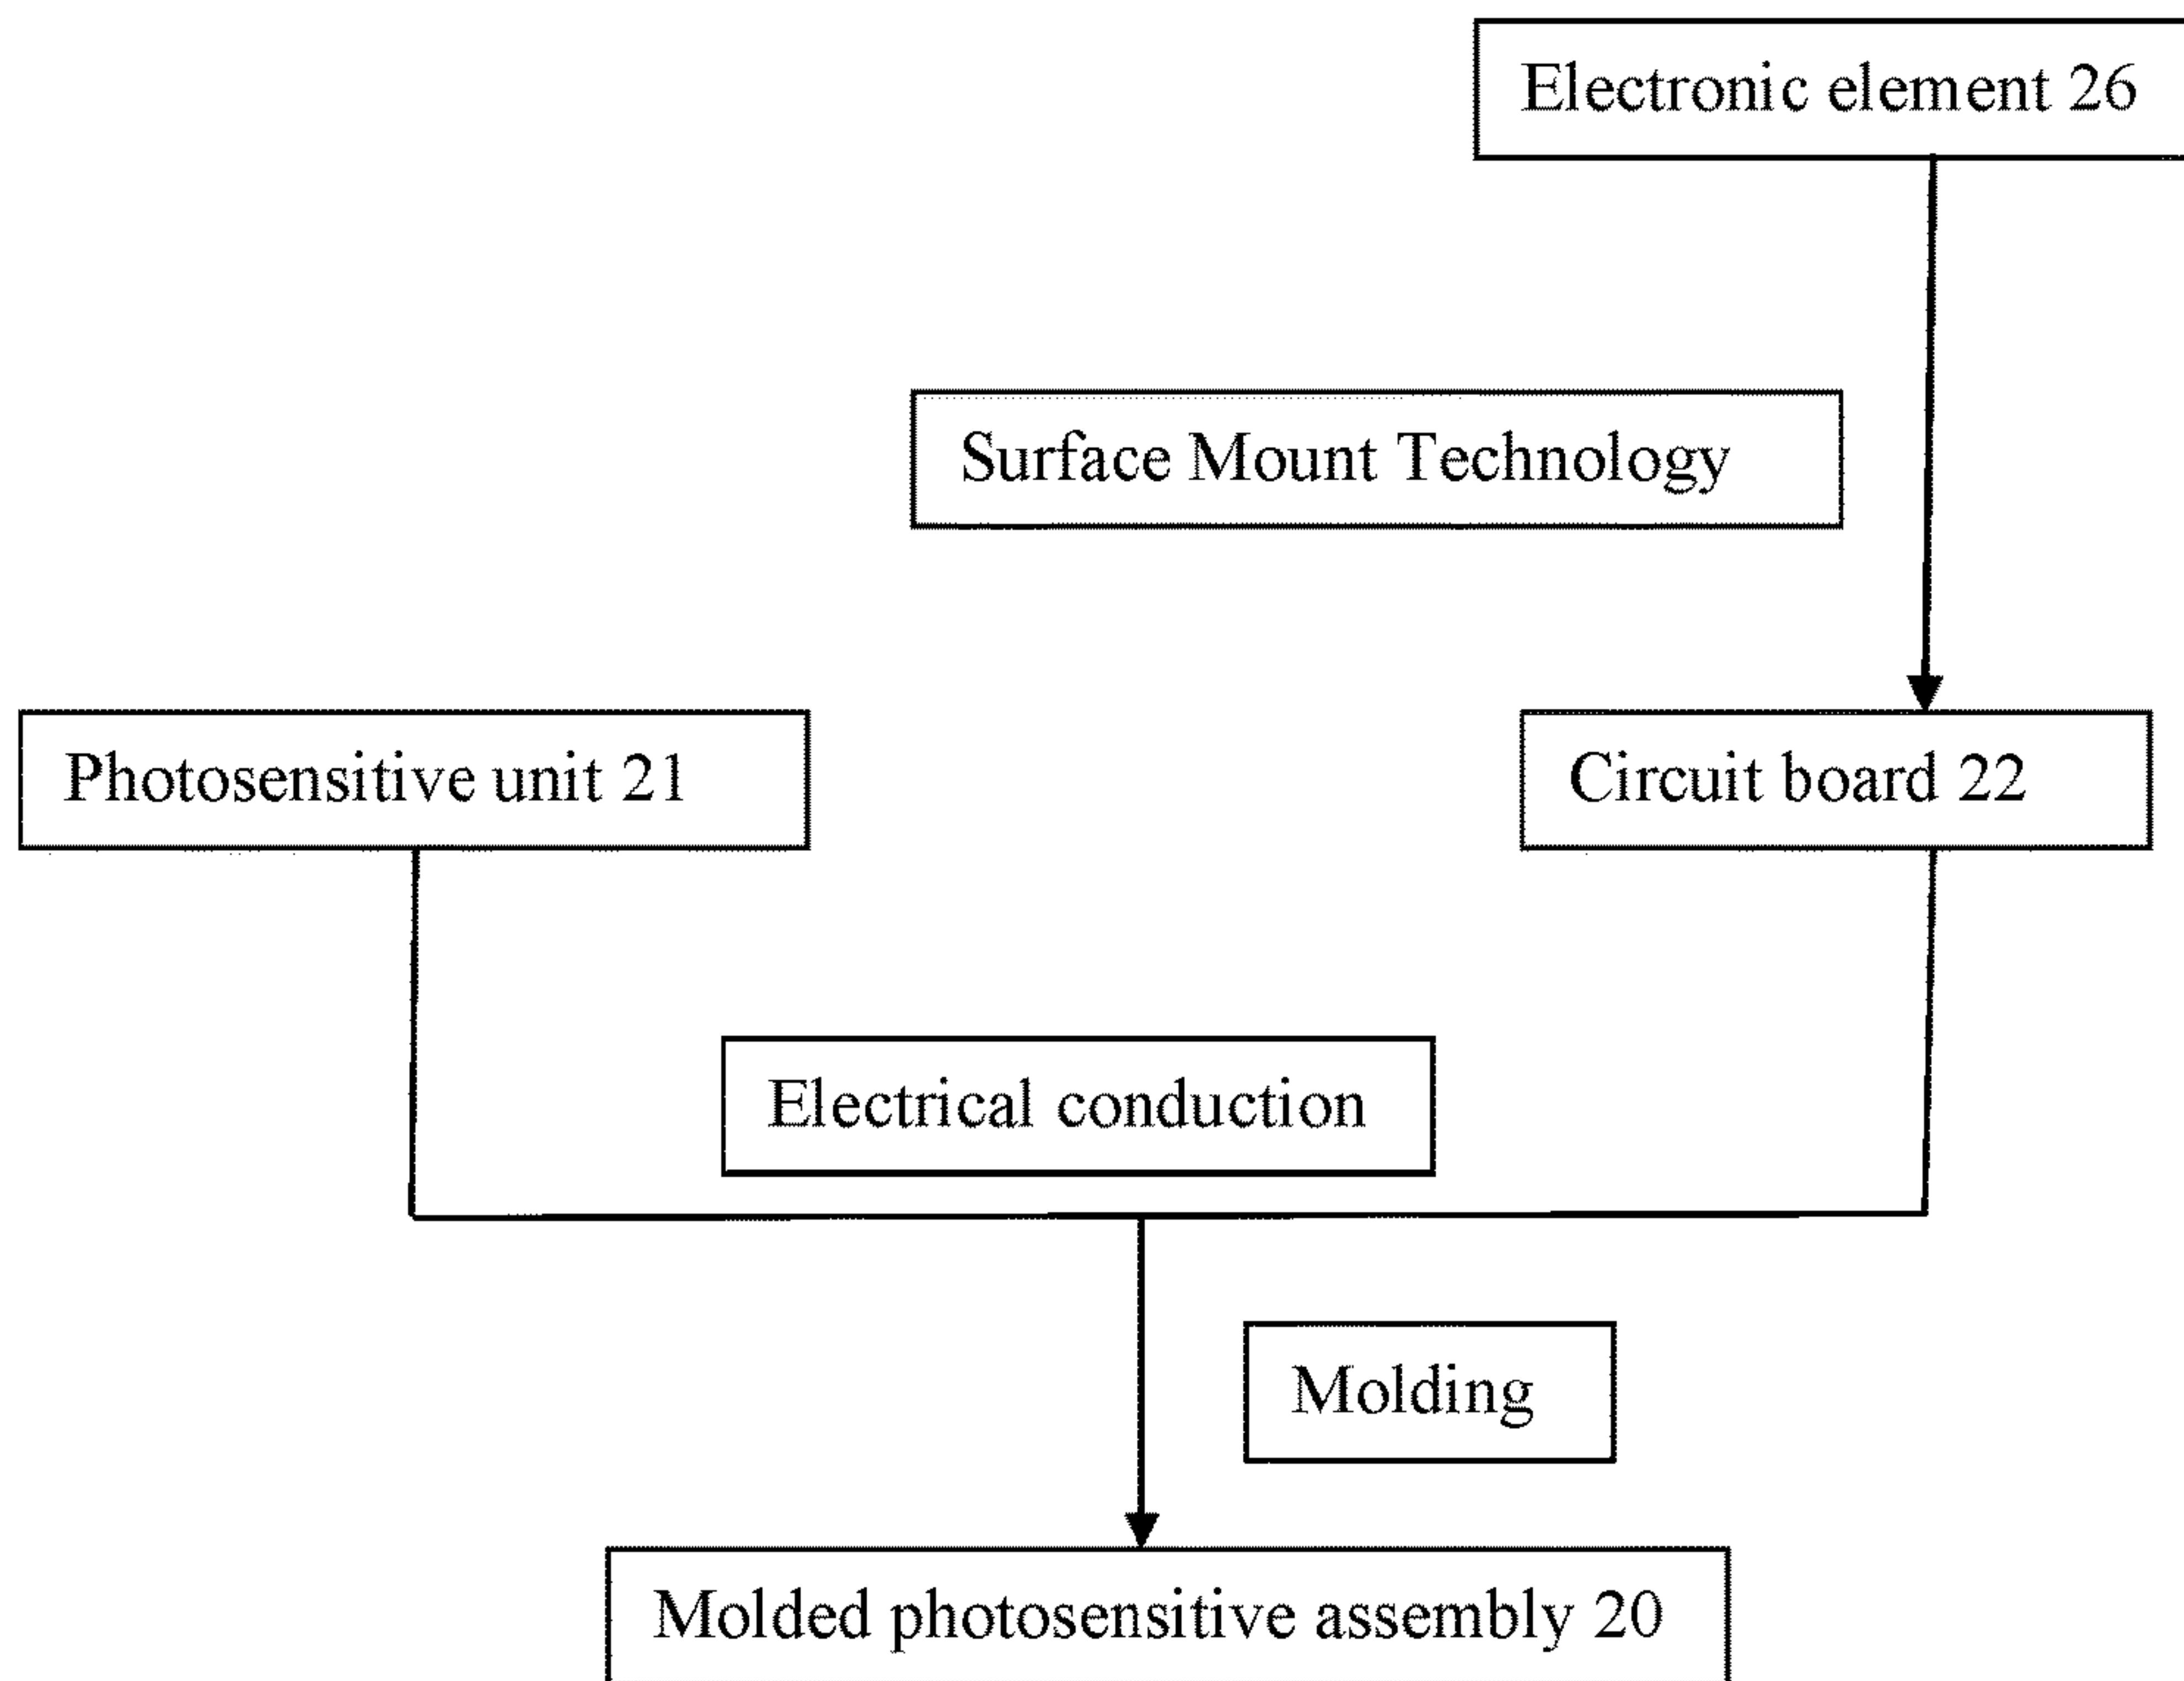 Electronic element 26
Surface Mount Technology
Photosensitive unit 21
Circuit board 22
Electrical conduction
Molding
Molded photosensitive assembly 20